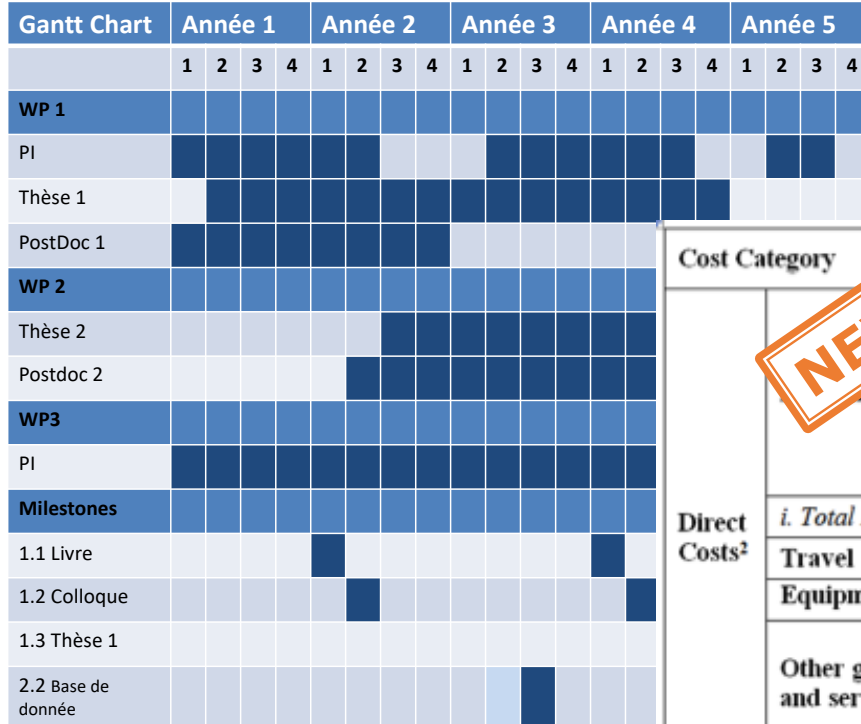 Gantt Chart Année 1 Année 2 Année 3 Année 4 Année 5
1 2 3 4 1 2 3 4 1 2 3 4 1 2 3 4 1 2 3 4
WP 1
PI
Thèse 1
PostDoc 1
WP 2
Thèse 2
Postdoc 2
WP3
PI
Milestones
1.1 Livre
1.2 Colloque
1.3 Thèse 1
2.2 Base de
donnée
Cost Category
NE
Direct
Costs²
i. Total
Travel
Equipm
Other g
and ser